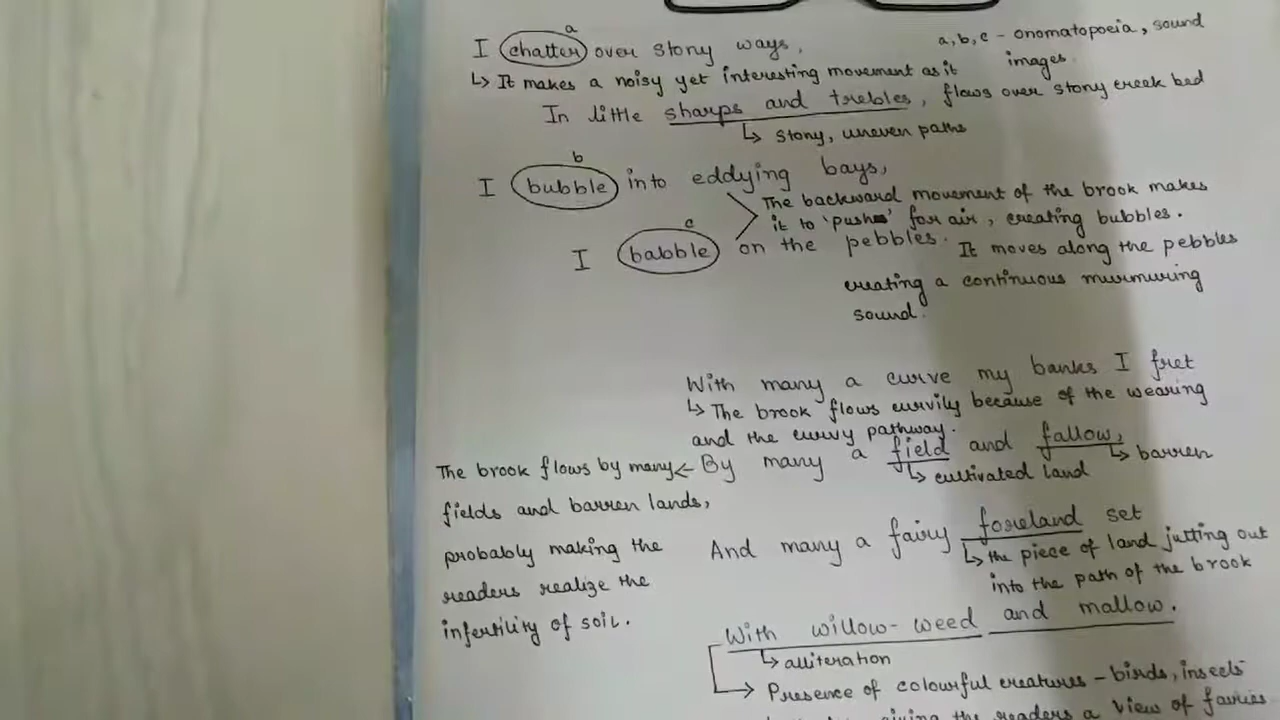 a
I chatter over stony ways,
a, b, c - onomatopoeia, sound images.
↳ It makes a noisy yet interesting movement as it flows over stony creek bed
In little sharps and trebles,
↳ stony, uneven paths
b
I bubble into eddying bays,
The backward movement of the brook makes
it to 'push' for air, creating bubbles.
c
I babble on the pebbles.
It moves along the pebbles
creating a continuous murmuring
sound.
With many a curve my banks I fret
↳ The brook flows curvily because of the wearing
and the curvy pathway.
By many a field and fallow,
↳ cultivated land
↳ barren
The brook flows by many
fields and barren lands,
probably making the
readers realize the
infertility of soil.
And many a fairy foreland set
↳ the piece of land jutting out
into the path of the brook
With willow-weed and mallow.
↳ alliteration
→ Presence of colourful creatures - birds, insects
giving the readers a view of fairies